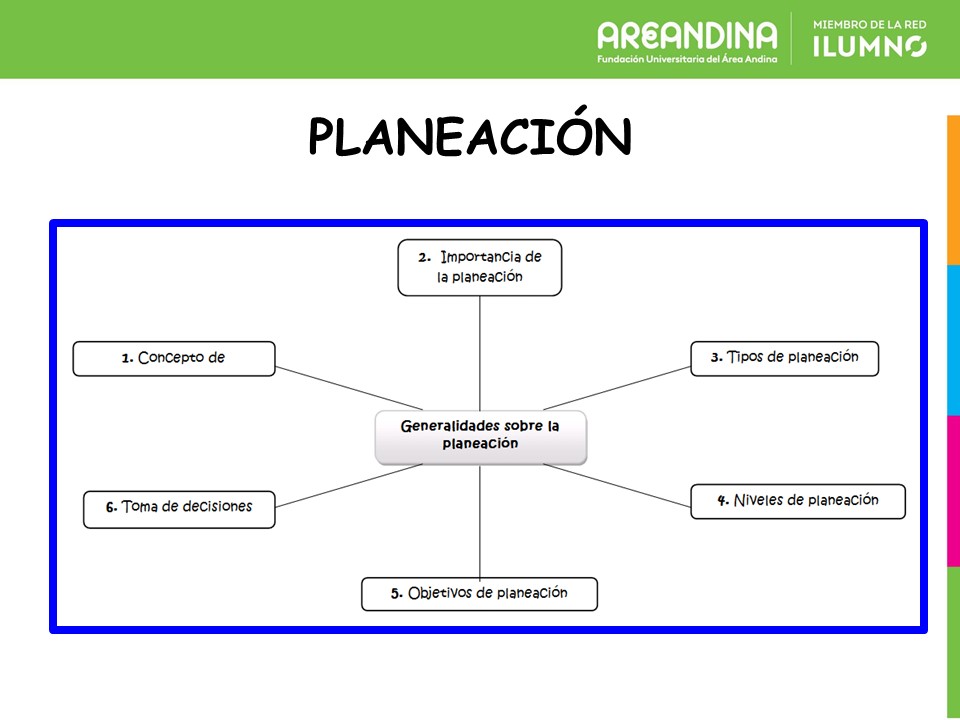 AREANDINA
Fundación Universitaria del Área Andina
MIEMBRO DE LA RED
ILUMNO
PLANEACIÓN
2. Importancia de
la planeación
1. Concepto de
3. Tipos de planeación
Generalidades sobre la
planeación
6. Toma de decisiones
4. Niveles de planeación
5. Objetivos de planeación